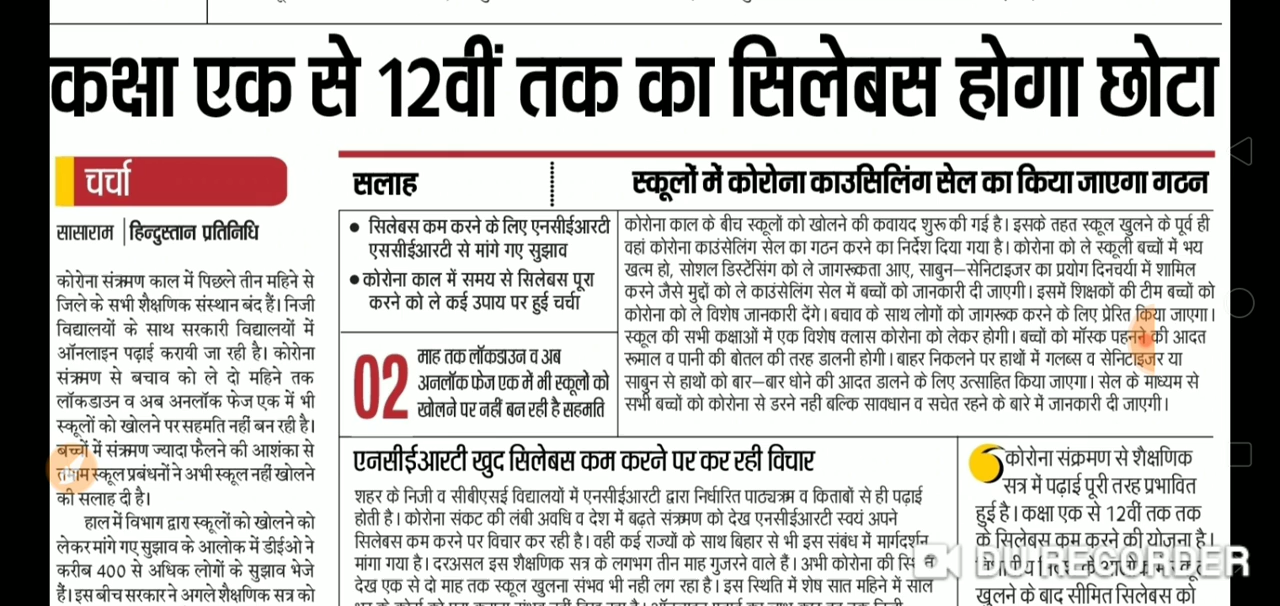 कक्षा एक से 12वीं तक का सिलेबस होगा छोटा
चर्चा
सासाराम | हिन्दुस्तान प्रतिनिधि
कोरोना संक्रमण काल में पिछले तीन महिने से
जिले के सभी शैक्षणिक संस्थान बंद हैं। निजी
विद्यालयों के साथ सरकारी विद्यालयों में
ऑनलाइन पढ़ाई करायी जा रही है। कोरोना
संक्रमण से बचाव को ले दो महिने तक
लॉकडाउन व अब अनलॉक फेज एक में भी
स्कूलों को खोलने पर सहमति नहीं बन रही है।
बच्चों में संक्रमण ज्यादा फैलने की आशंका से
तमाम स्कूल प्रबंधनों ने अभी स्कूल नहीं खोलने
की सलाह दी है।
हाल में विभाग द्वारा स्कूलों को खोलने को
लेकर मांगे गए सुझाव के आलोक में डीईओ ने
करीब 400 से अधिक लोगों के सुझाव भेजे
हैं। इस बीच सरकार ने अगले शैक्षणिक सत्र को
सलाह
• सिलेबस कम करने के लिए एनसीईआरटी
एससीईआरटी से मांगे गए सुझाव
• कोरोना काल में समय से सिलेबस पूरा
करने को ले कई उपाय पर हुई चर्चा
02 माह तक लॉकडाउन व अब
अनलॉक फेज एक में भी स्कूलों को
खोलने पर नहीं बन रही है सहमति
स्कूलों में कोरोना काउसिलिंग सेल का किया जाएगा गठन
कोरोना काल के बीच स्कूलों को खोलने की कवायद शुरू की गई है। इसके तहत स्कूल खुलने के पूर्व ही
वहां कोरोना काउंसेलिंग सेल का गठन करने का निर्देश दिया गया है। कोरोना को ले स्कूली बच्चों में भय
खत्म हो, सोशल डिस्टेंसिंग को ले जागरूकता आए, साबुन–सेनिटाइजर का प्रयोग दिनचर्या में शामिल
करने जैसे मुद्दों को ले काउंसेलिंग सेल में बच्चों को जानकारी दी जाएगी। इसमें शिक्षकों की टीम बच्चों को
कोरोना को ले विशेष जानकारी देंगे। बचाव के साथ लोगों को जागरूक करने के लिए प्रेरित किया जाएगा।
स्कूल की सभी कक्षाओं में एक विशेष क्लास कोरोना को लेकर होगी। बच्चों को मॉस्क पहनने की आदत
रूमाल व पानी की बोतल की तरह डालनी होगी। बाहर निकलने पर हाथों में गलब्स व सेनिटाइजर या
साबुन से हाथों को बार–बार धोने की आदत डालने के लिए उत्साहित किया जाएगा। सेल के माध्यम से
सभी बच्चों को कोरोना से डरने नही बल्कि सावधान व सचेत रहने के बारे में जानकारी दी जाएगी।
एनसीईआरटी खुद सिलेबस कम करने पर कर रही विचार
शहर के निजी व सीबीएसई विद्यालयों में एनसीईआरटी द्वारा निर्धारित पाठ्यक्रम व किताबों से ही पढ़ाई
होती है। कोरोना संकट की लंबी अवधि व देश में बढ़ते संक्रमण को देख एनसीईआरटी स्वयं अपने
सिलेबस कम करने पर विचार कर रही है। वही कई राज्यों के साथ बिहार से भी इस संबंध में मार्गदर्शन
मांगा गया है। दरअसल इस शैक्षणिक सत्र के लगभग तीन माह गुजरने वाले हैं। अभी कोरोना की
देख एक से दो माह तक स्कूल खुलना संभव भी नही लग रहा है। इस स्थिति में शेष सात महिने में साल
कोरोना संक्रमण से शैक्षणिक
सत्र में पढ़ाई पूरी तरह प्रभावित
हुई है। कक्षा एक से 12वीं तक तक
के सिलेबस कम करने की योजना है।
खुलने के बाद सीमित सिलेबस को
DU RECORDER